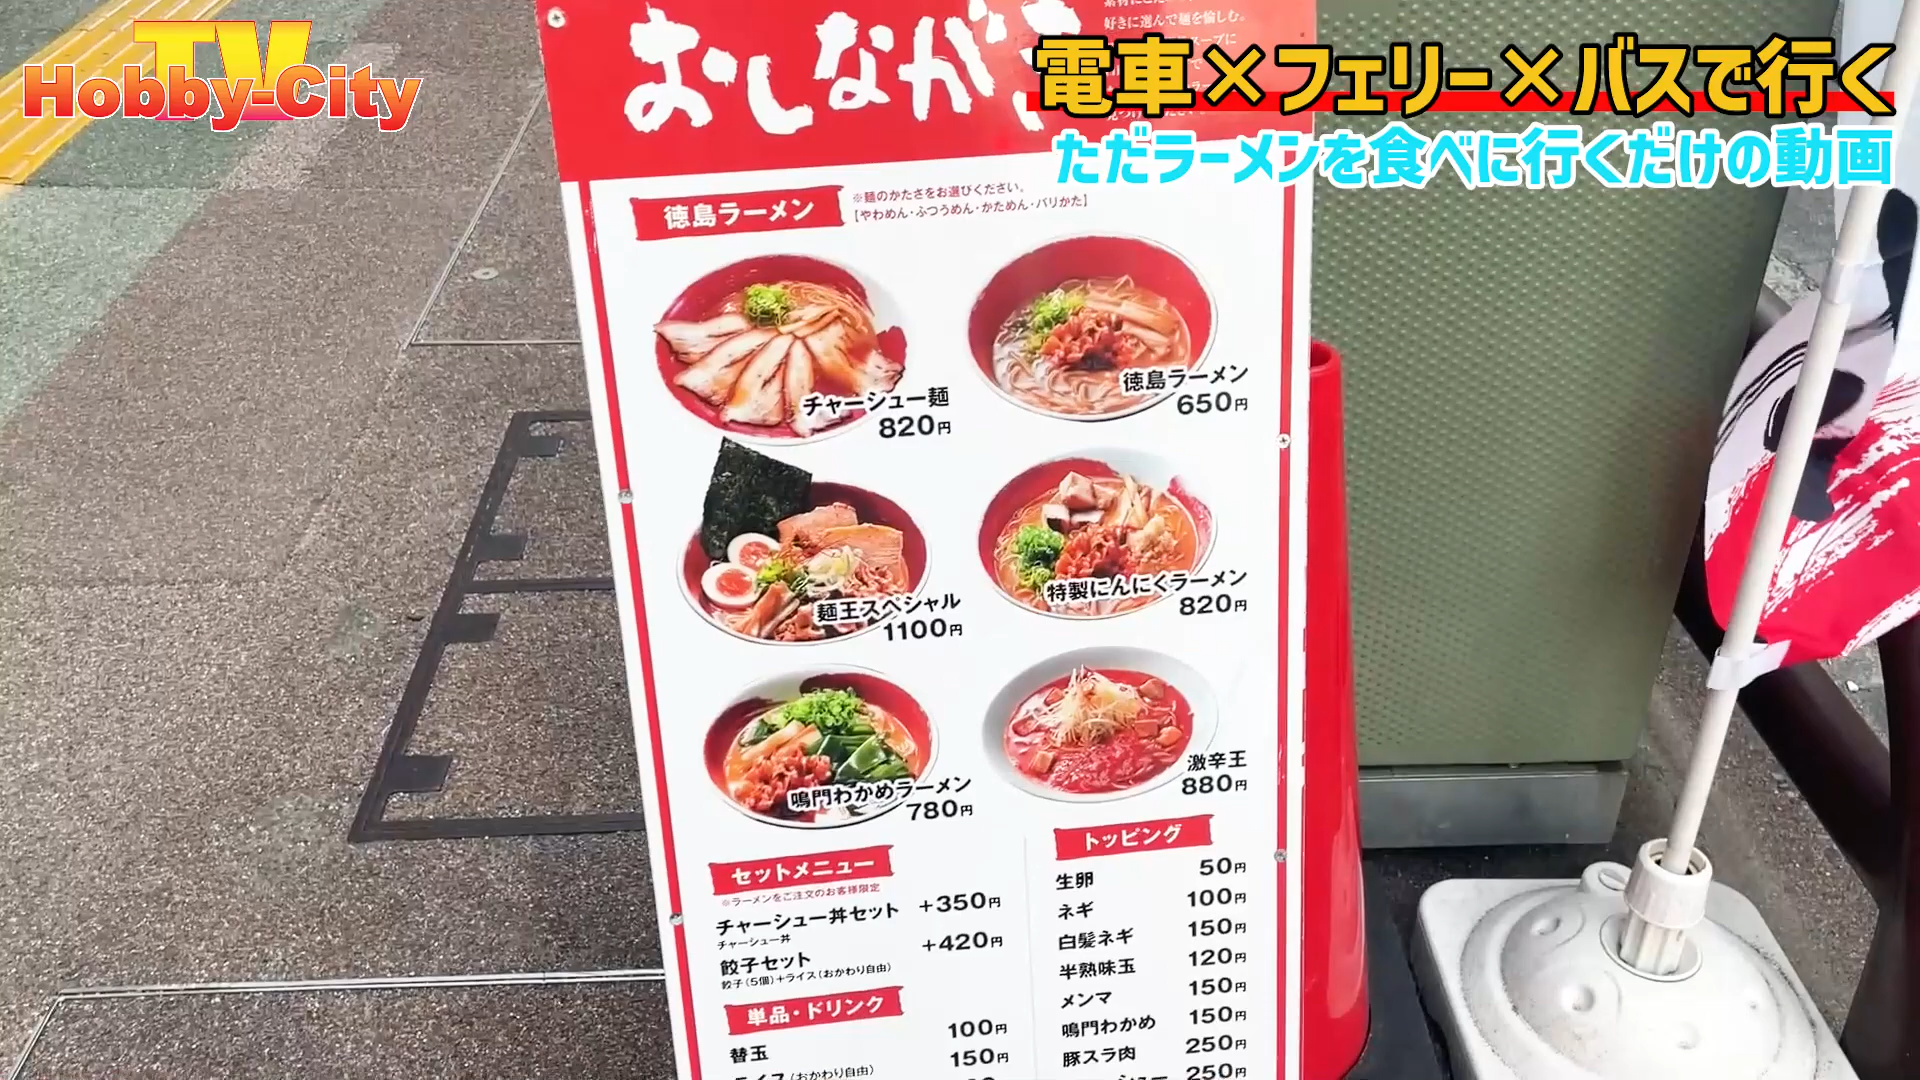 Hobby-City
TV
電車×フェリー×バスで行く
ただラーメンを食べに行くだけの動画
おしながき
好きに選んで麺を愉しむ。
徳島ラーメン
※麺のかたさをお選びください。
【やわめん・ふつうめん・かため​ん・バリかた】
チャーシュー麺
820円
徳島ラーメン
650円
麺王スペシャル
1100円
特製にんにくラーメン
820円
鳴門わかめラーメン
780円
激辛王
880円
セットメニュー
※ラーメンをご注文のお客様限定
チャーシュー丼セット +350円
チャーシュー丼
餃子セット +420円
餃子(5個)+ライス(おかわり自由)
単品・ドリンク
替玉 100円
ライス(おかわり自由) 150円
トッピング
生卵 50円
ネギ 100円
白髪ネギ 150円
半熟味玉 120円
メンマ 150円
鳴門わかめ 150円
豚スラ肉 250円
250円